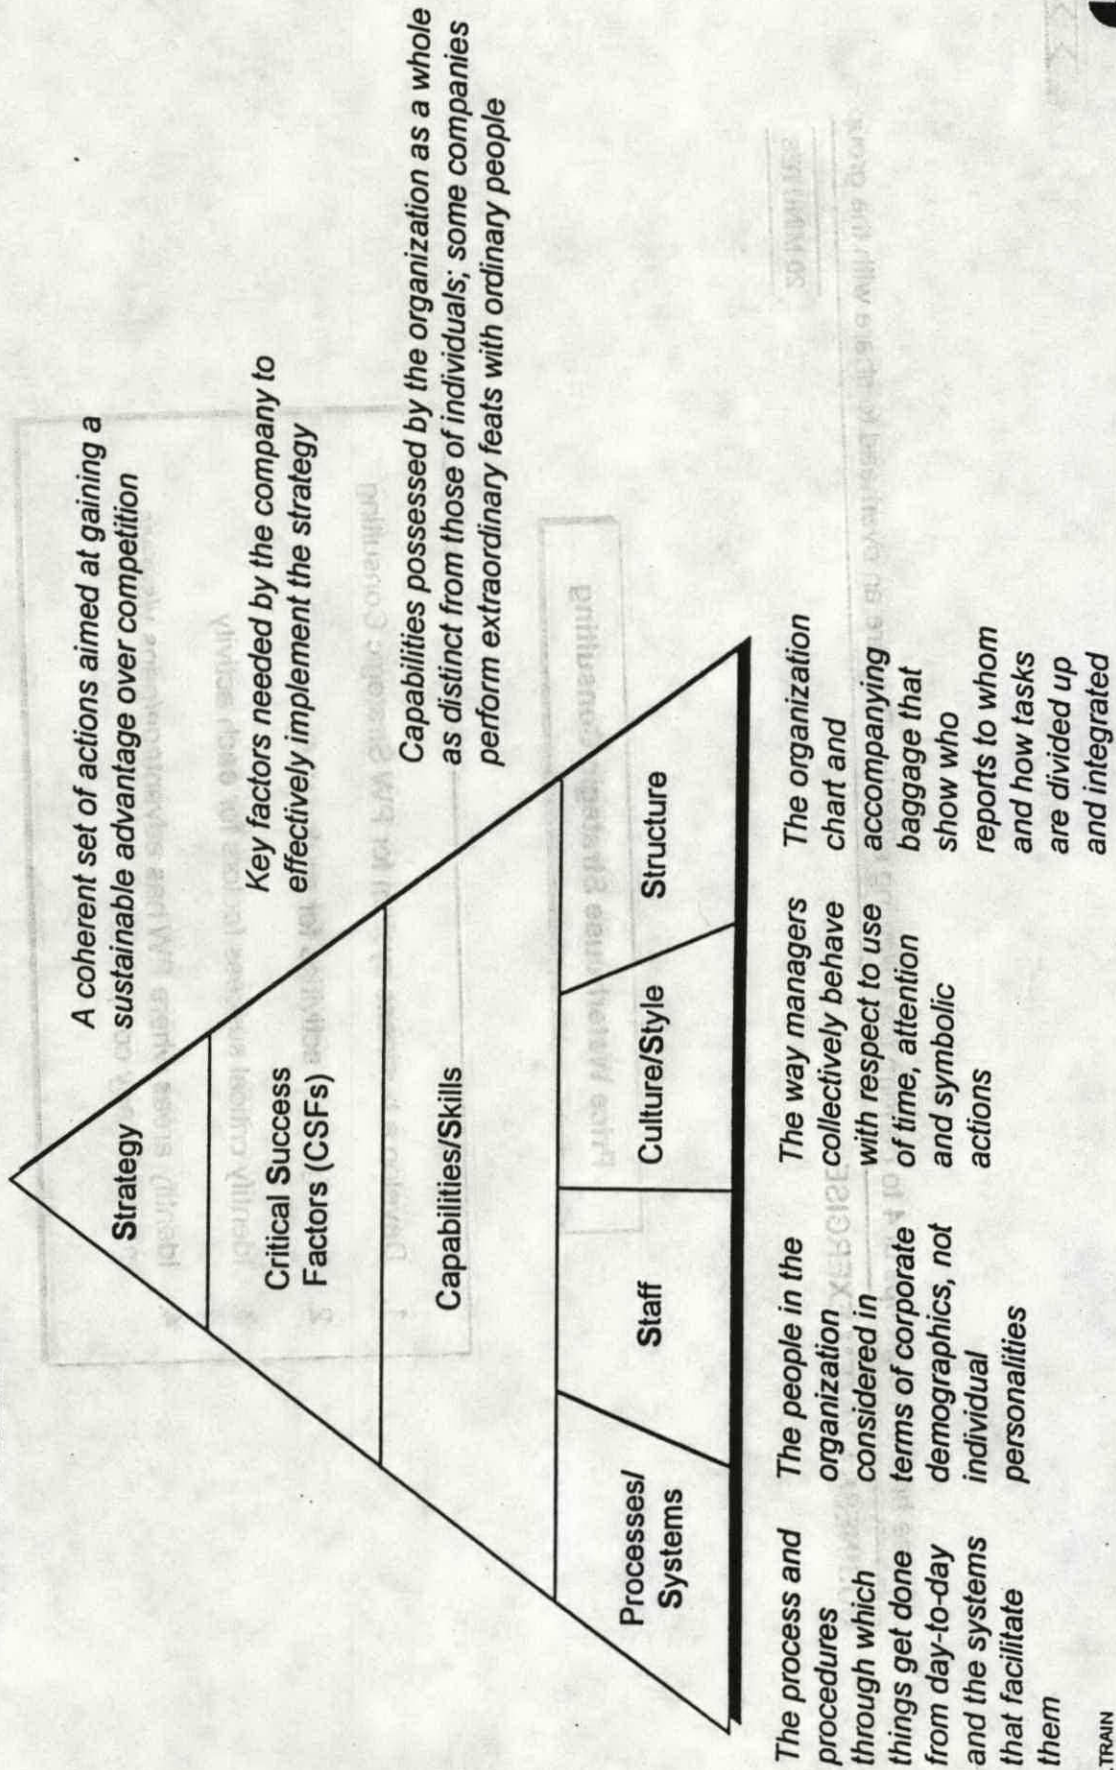 A coherent set of actions aimed at gaining a
sustainable advantage over competition
Strategy
Key factors needed by the company to
effectively implement the strategy
Critical Success
Factors (CSFs)
Capabilities possessed by the organization as a whole
as distinct from those of individuals; some companies
perform extraordinary feats with ordinary people
Capabilities/Skills
Processes/
Systems
Staff
Culture/Style
Structure
The process and
procedures
through which
things get done
from day-to-day
and the systems
that facilitate
them
The people in the
organization
considered in
terms of corporate
demographics, not
individual
personalities
The way managers
collectively behave
with respect to use
of time, attention
and symbolic
actions
The organization
chart and
accompanying
baggage that
show who
reports to whom
and how tasks
are divided up
and integrated
.TRAIN
Price Waterhouse Strategic Consulting
20 MINUTES